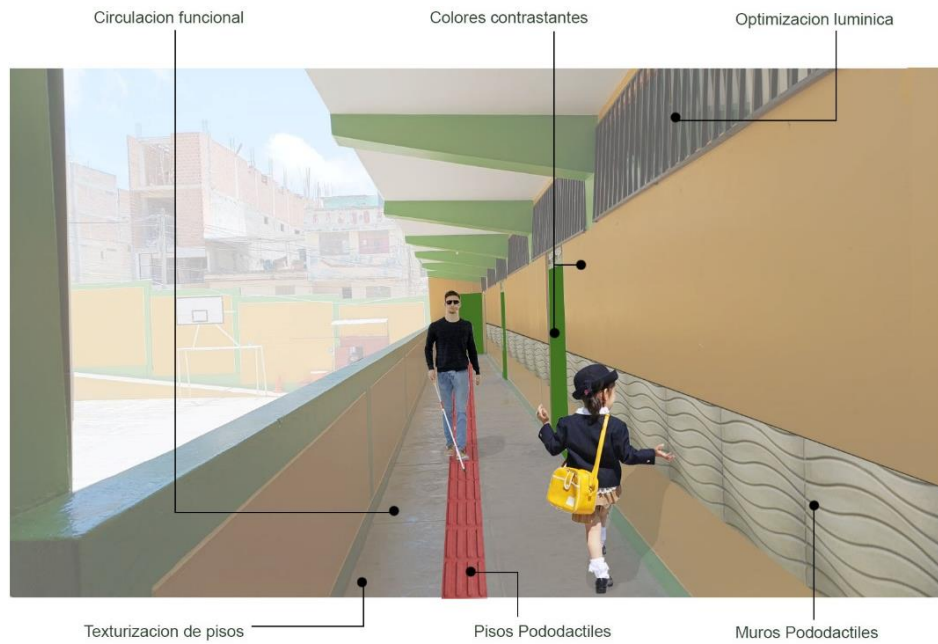 Circulacion funcional
Colores contrastantes
Optimizacion luminica
Texturizacion de pisos
Pisos Pododactiles
Muros Pododactiles